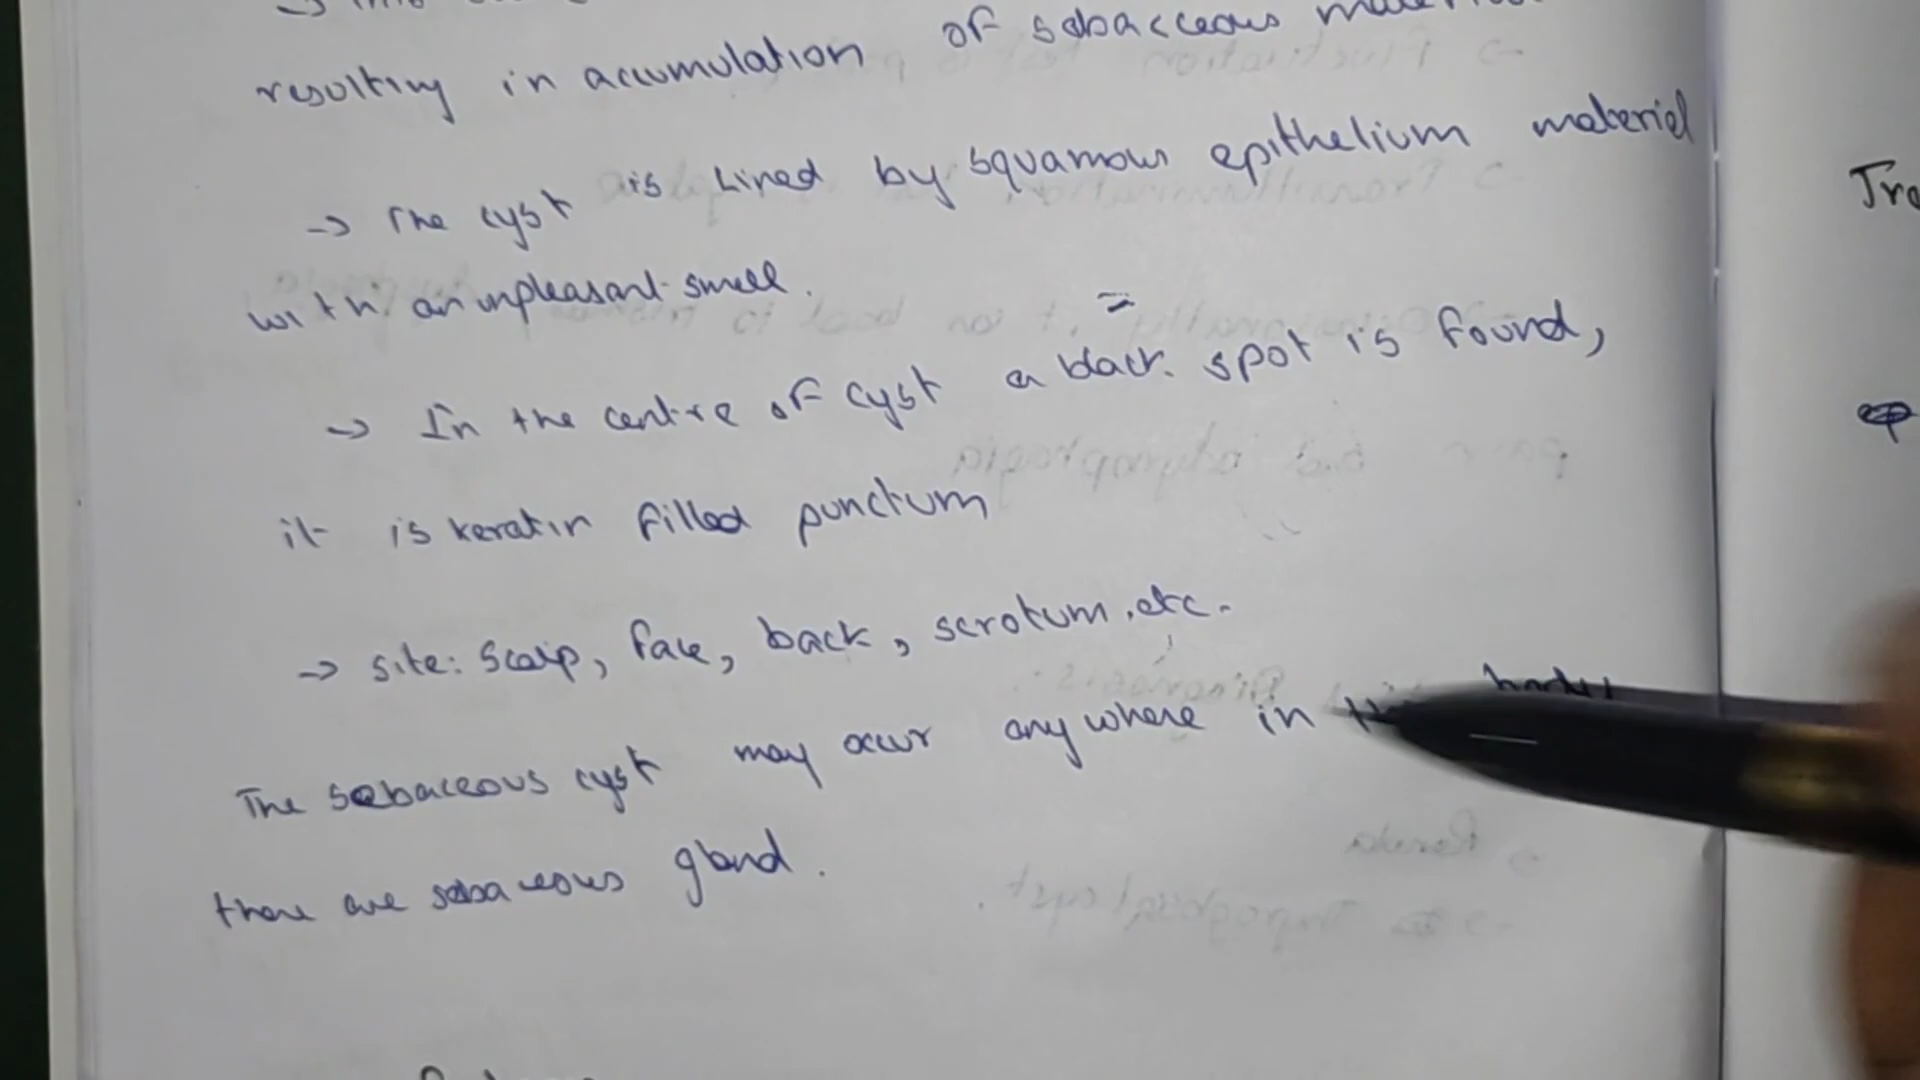 of sebacceous
resulting in accumulation
→ The cyst is Lined by squamous epithelium material
with an unpleasant smell.
→ In the centre of cyst a black spot is found,
it is keratin filled punctum
→ site: Scalp, face, back, scrotum, etc.
The sebaceous cyst may occur anywhere in body
there are sebaceous gland.